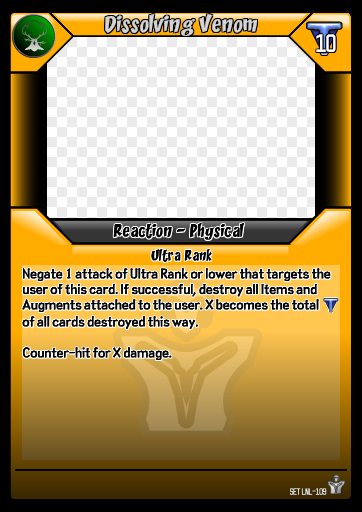 Dissolving Venom
10
Reaction - Physical
Ultra Rank
Negate 1 attack of Ultra Rank or lower that targets the
user of this card. If successful, destroy all Items and
Augments attached to the user. X becomes the total
of all cards destroyed this way.
Counter-hit for X damage.
SET LNL-109